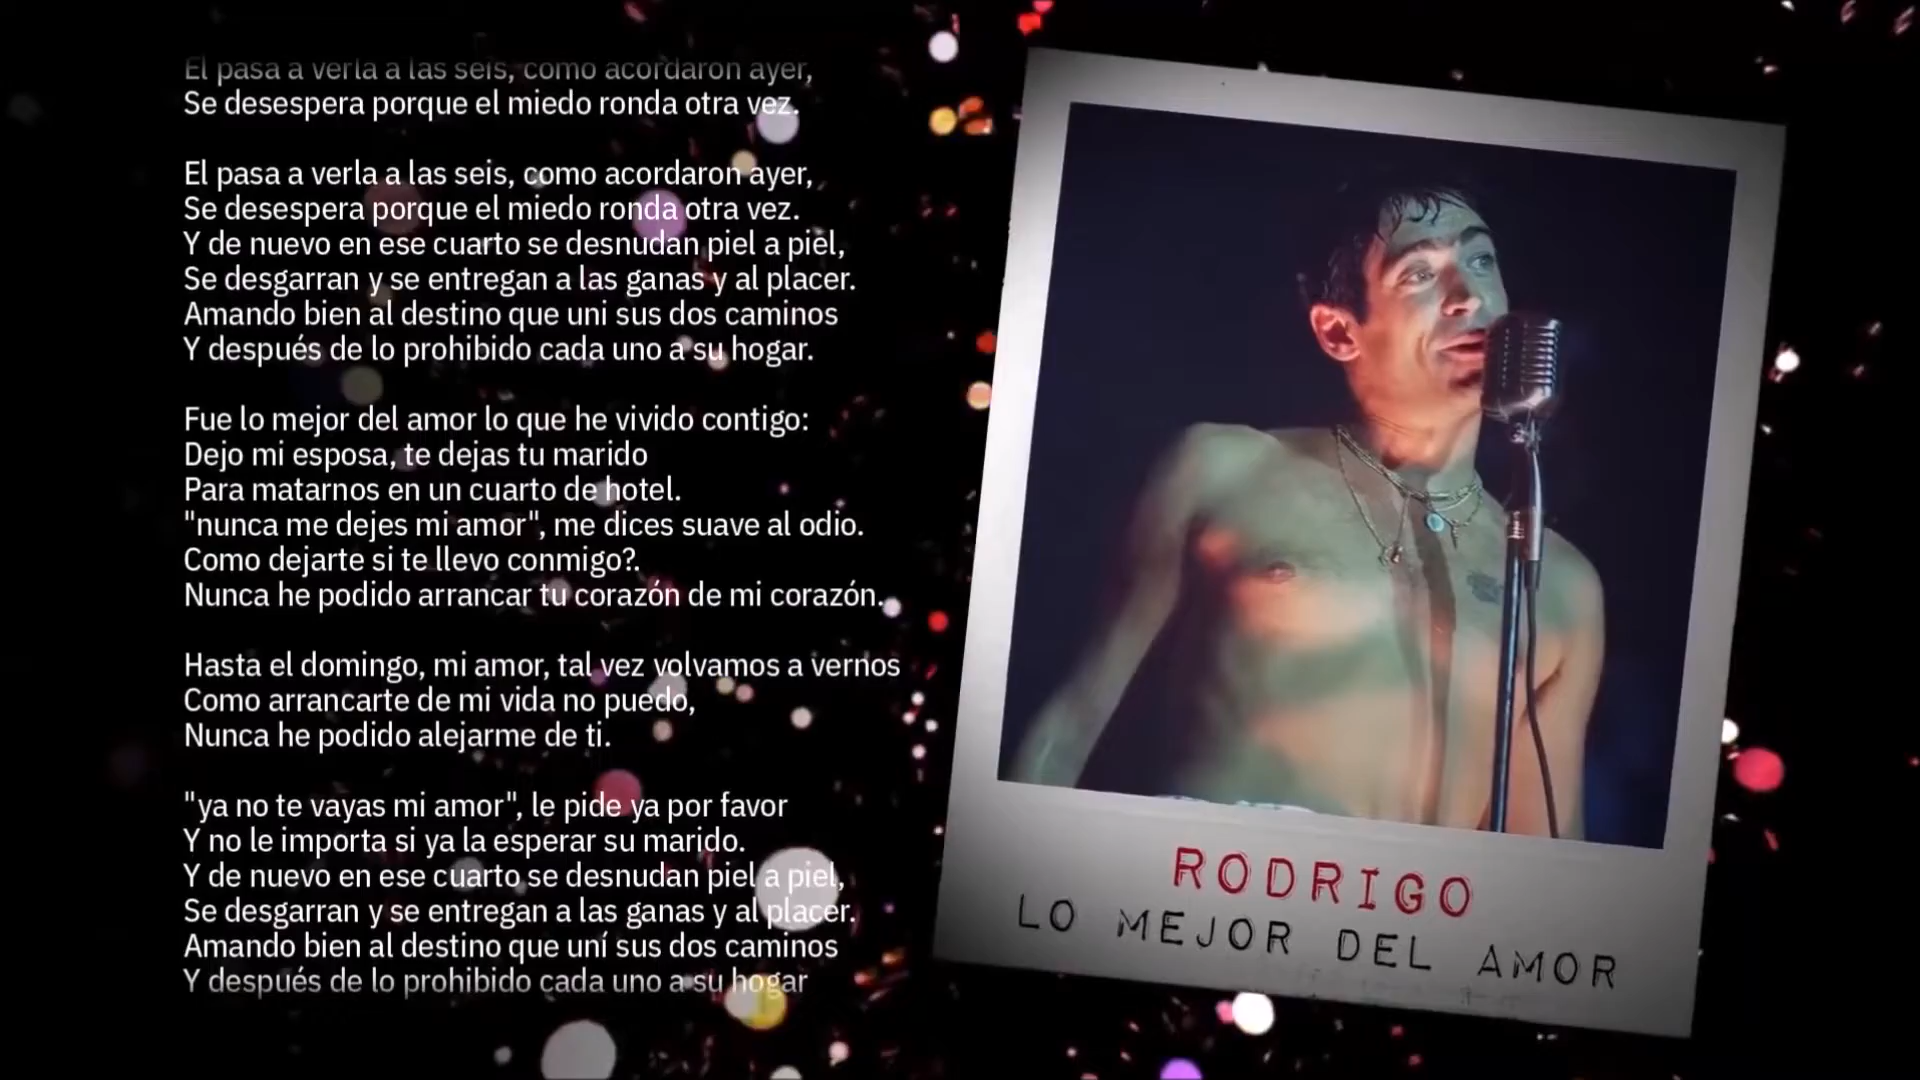 El pasa a verla a las seis, como acordaron ayer,
Se desespera porque el miedo ronda otra vez.
El pasa a verla a las seis, como acordaron ayer,
Se desespera porque el miedo ronda otra vez.
Y de nuevo en ese cuarto se desnudan piel a piel,
Se desgarran y se entregan a las ganas y al placer.
Amando bien al destino que uni sus dos caminos
Y después de lo prohibido cada uno a su hogar.
Fue lo mejor del amor lo que he vivido contigo:
Dejo mi esposa, te dejas tu marido
Para matarnos en un cuarto de hotel.
"nunca me dejes mi amor", me dices suave al odio.
Como dejarte si te llevo conmigo?.
Nunca he podido arrancar tu corazón de mi corazón.
Hasta el domingo, mi amor, tal vez volvamos a vernos
Como arrancarte de mi vida no puedo,
Nunca he podido alejarme de ti.
"ya no te vayas mi amor", le pide ya por favor
Y no le importa si ya la esperar su marido.
Y de nuevo en ese cuarto se desnudan piel a piel,
Se desgarran y se entregan a las ganas y al placer.
Amando bien al destino que uní sus dos caminos
Y después de lo prohibido cada uno a su hogar
RODRIGO
LO MEJOR DEL AMOR